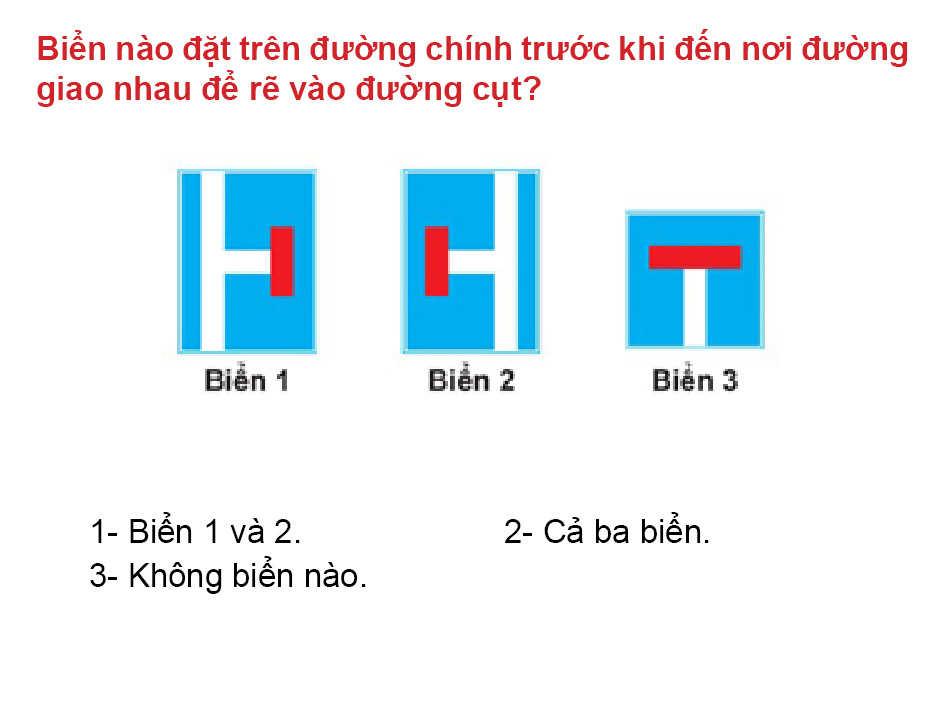 Biển nào đặt trên đường chính trước khi đến nơi đường
giao nhau để rẽ vào đường cụt?
Biển 1 Biển 2 Biển 3
1- Biển 1 và 2. 2- Cả ba biển.
3- Không biển nào.